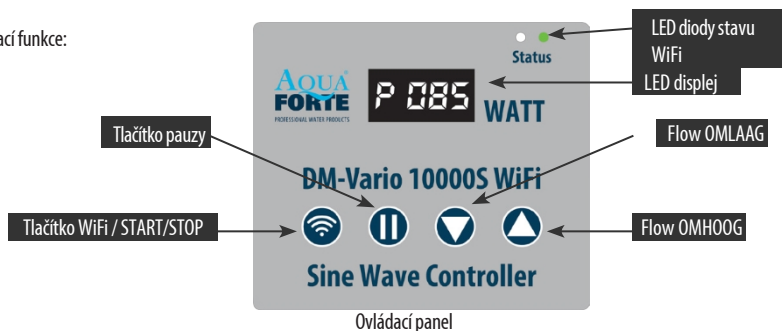 ací funkce:
LED diody stavu
WiFi
Status
LED displej
AQUA
FORTE
PROFESSIONAL WATER PRODUCTS
P 085
WATT
Tlačítko pauzy
Flow OMLAAG
DM-Vario 10000S WiFi
Tlačítko WiFi / START/STOP
Flow OMHOOG
Sine Wave Controller
Ovládací panel